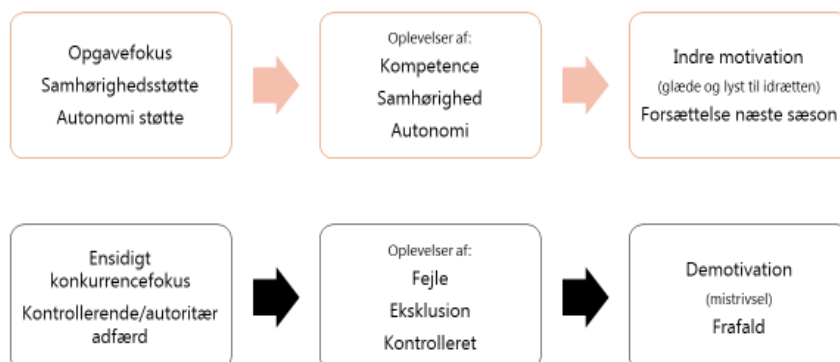 Opgavefokus
Samhørighedsstøtte
Autonomi støtte
Oplevelser af:
Kompetence
Samhørighed
Autonomi
Indre motivation
(glæde og lyst til idrætten)
Forsættelse næste sæson
Ensidigt
konkurrencefokus
Kontrollerende/autoritær
adfærd
Oplevelser af:
Fejle
Eksklusion
Kontrolleret
Demotivation
(mistrivsel)
Frafald